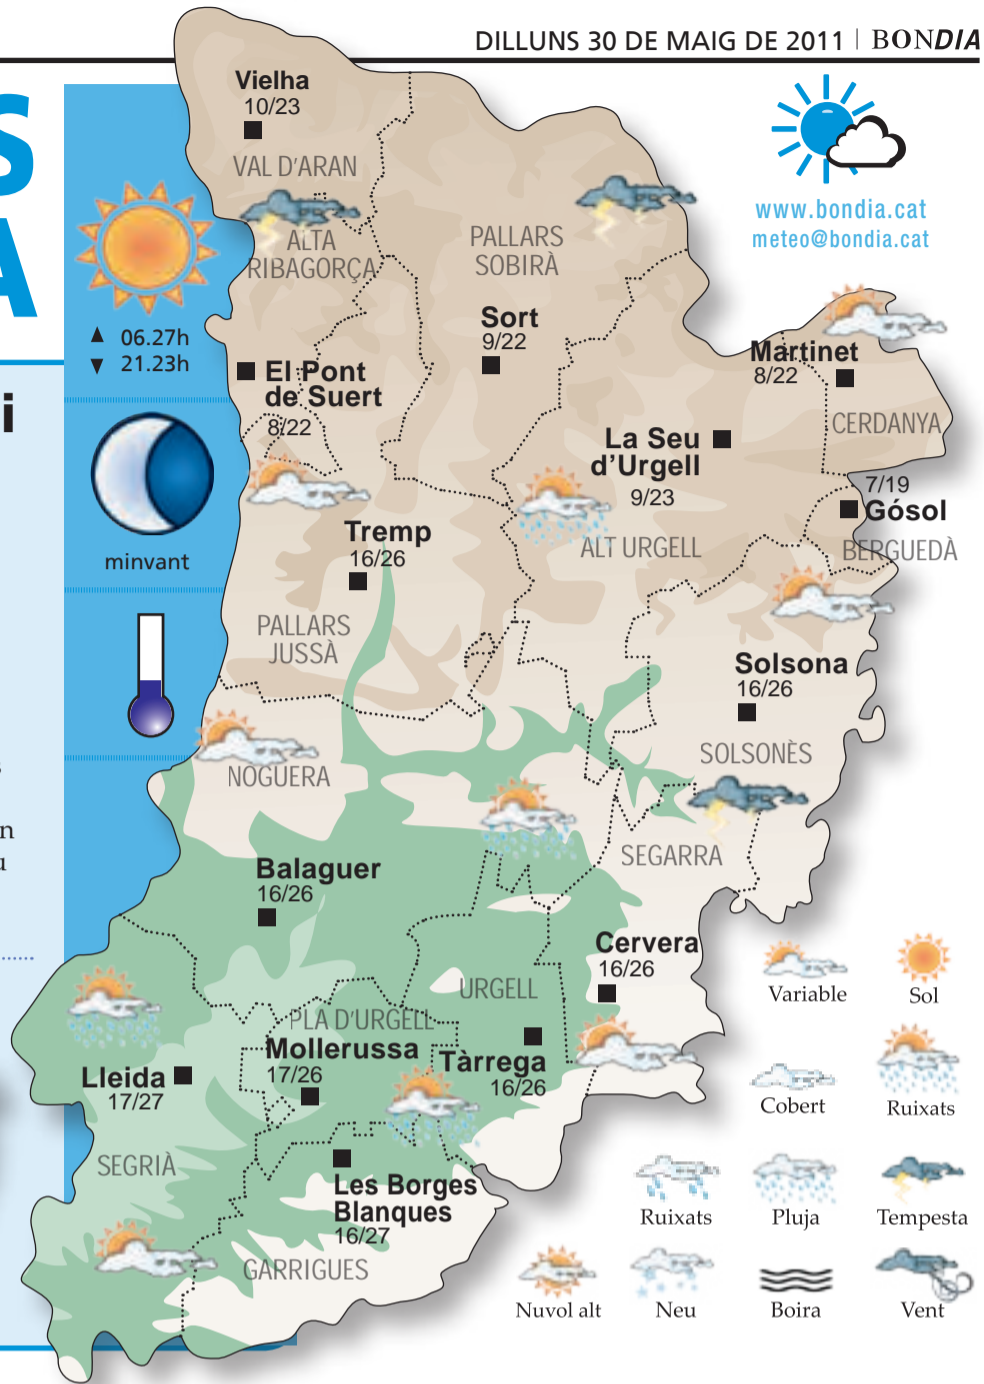 DILLUNS 30 DE MAIG DE 2011 | BONDIA
S
A
i
n
u
www.bondia.cat
meteo@bondia.cat
▲ 06.27h
▼ 21.23h
minvant
Vielha
10/23
VAL D'ARAN
ALTA
RIBAGORÇA
PALLARS
SOBIRÀ
Sort
9/22
Martinet
8/22
CERDANYA
El Pont
de Suert
8/22
La Seu
d'Urgell
9/23
7/19
Gósol
BERGUEDÀ
ALT URGELL
Tremp
16/26
PALLARS
JUSSÀ
Solsona
16/26
SOLSONÈS
NOGUERA
SEGARRA
Balaguer
16/26
Cervera
16/26
URGELL
PLA D'URGELL
Mollerussa
17/26
Tàrrega
16/26
Lleida
17/27
SEGRIÀ
Les Borges
Blanques
16/27
GARRIGUES
Variable
Sol
Cobert
Ruixats
Ruixats
Pluja
Tempesta
Nuvol alt
Neu
Boira
Vent